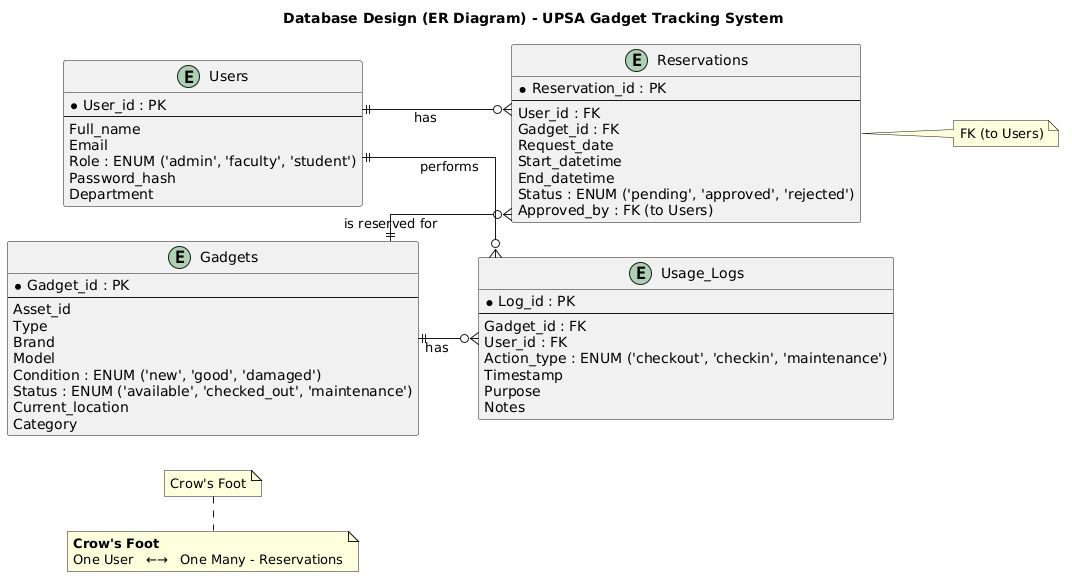 Database Design (ER Diagram) - UPSA Gadget Tracking System
E Users
User_id : PK
Full_name
Email
Role : ENUM ('admin', 'faculty', 'student')
Password_hash
Department
E Reservations
Reservation_id : PK
User_id : FK
Gadget_id : FK
Request_date
Start_datetime
End_datetime
Status : ENUM ('pending', 'approved', 'rejected')
Approved_by : FK (to Users)
FK (to Users)
has
performs
is reserved for
E Gadgets
Gadget_id : PK
Asset_id
Type
Brand
Model
Condition : ENUM ('new', 'good', 'damaged')
Status : ENUM ('available', 'checked_out', 'maintenance')
Current_location
Category
has
E Usage_Logs
Log_id : PK
Gadget_id : FK
User_id : FK
Action_type : ENUM ('checkout', 'checkin', 'maintenance')
Timestamp
Purpose
Notes
Crow's Foot
Crow's Foot
One User ←→ One Many - Reservations